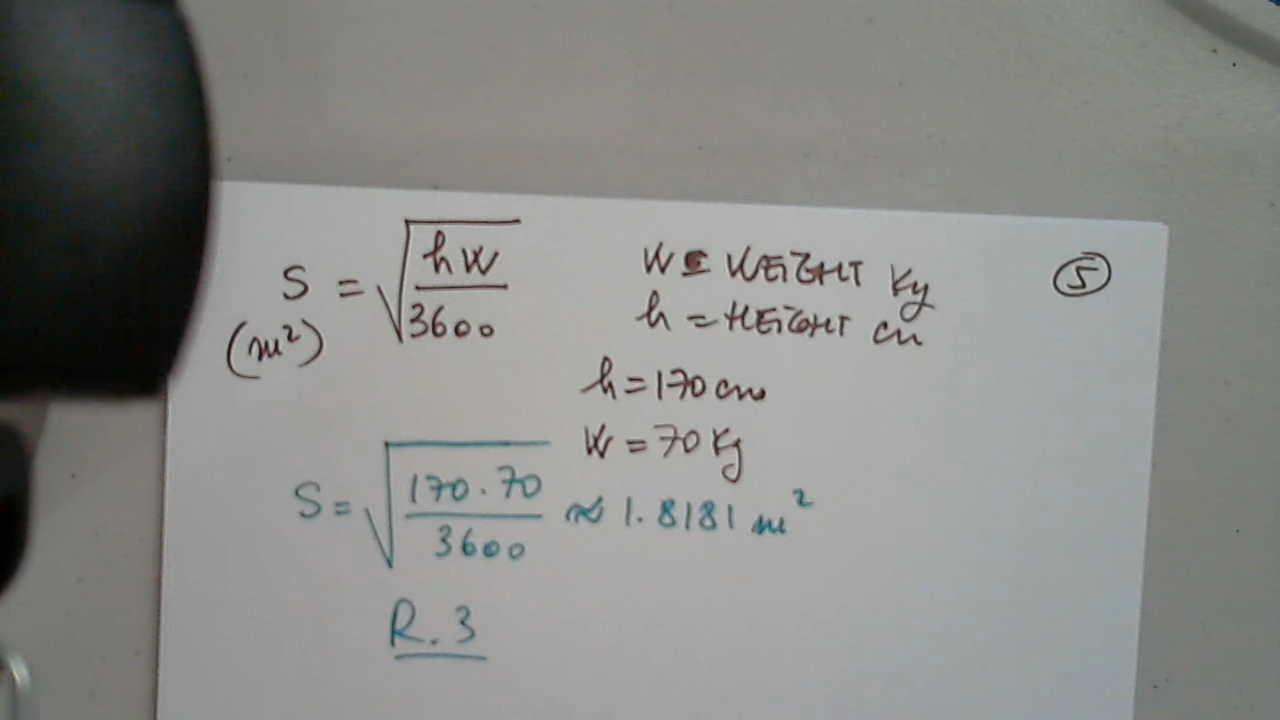 S = √(hW/3600) W = WEIGHT Kg ⑤
(m²) h = HEIGHT cm
h = 170 cm
W = 70 Kg
S = √(170 . 70/3600) ≈ 1.8181 m²
R. 3